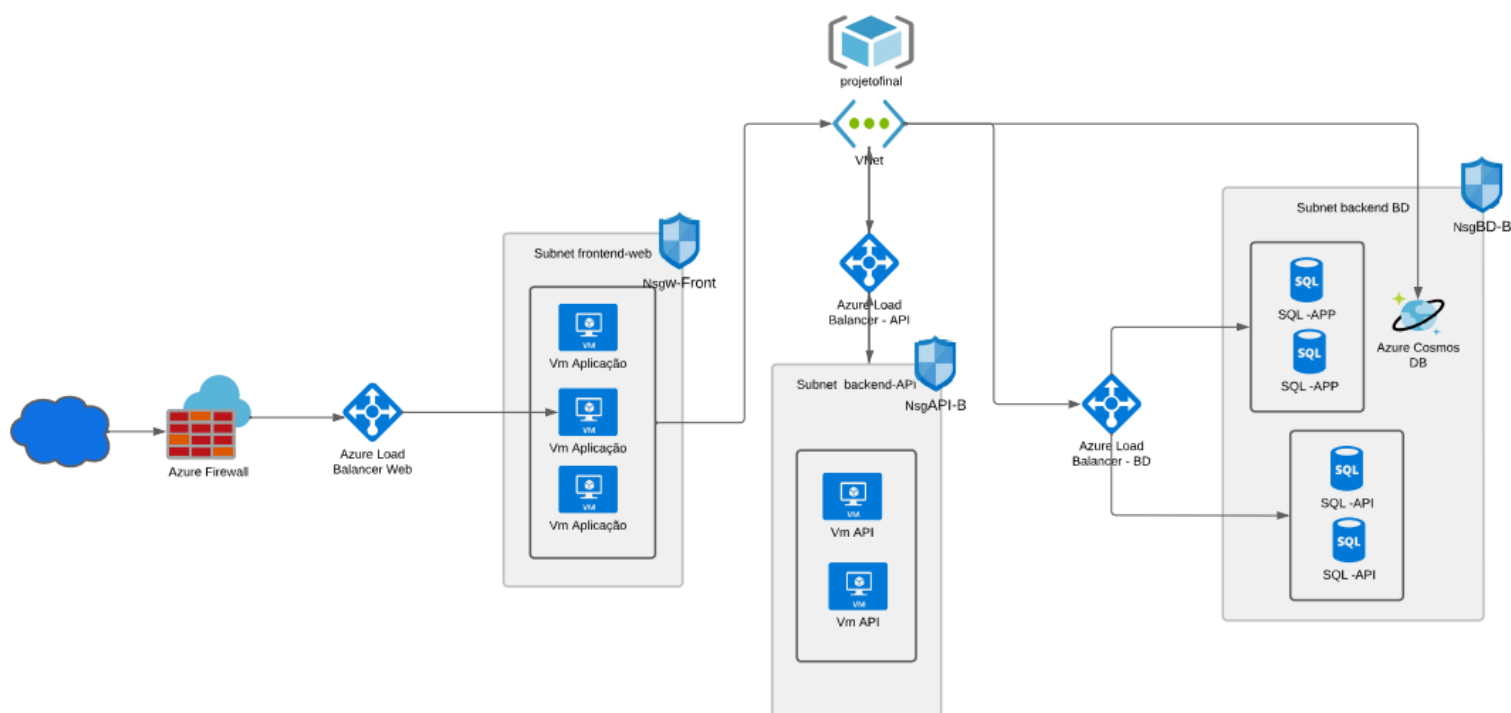 projetofinal
VNet
Subnet frontend-web
Nsgw-Front
VM
Vm Aplicação
VM
Vm Aplicação
VM
Vm Aplicação
Azure Firewall
Azure Load
Balancer Web
Azure Load
Balancer - API
Subnet backend-API
NsgAPI-B
VM
Vm API
VM
Vm API
Azure Load
Balancer - BD
Subnet backend BD
NsgBD-B
SQL
SQL -APP
SQL
SQL -APP
Azure Cosmos
DB
SQL
SQL -API
SQL
SQL -API